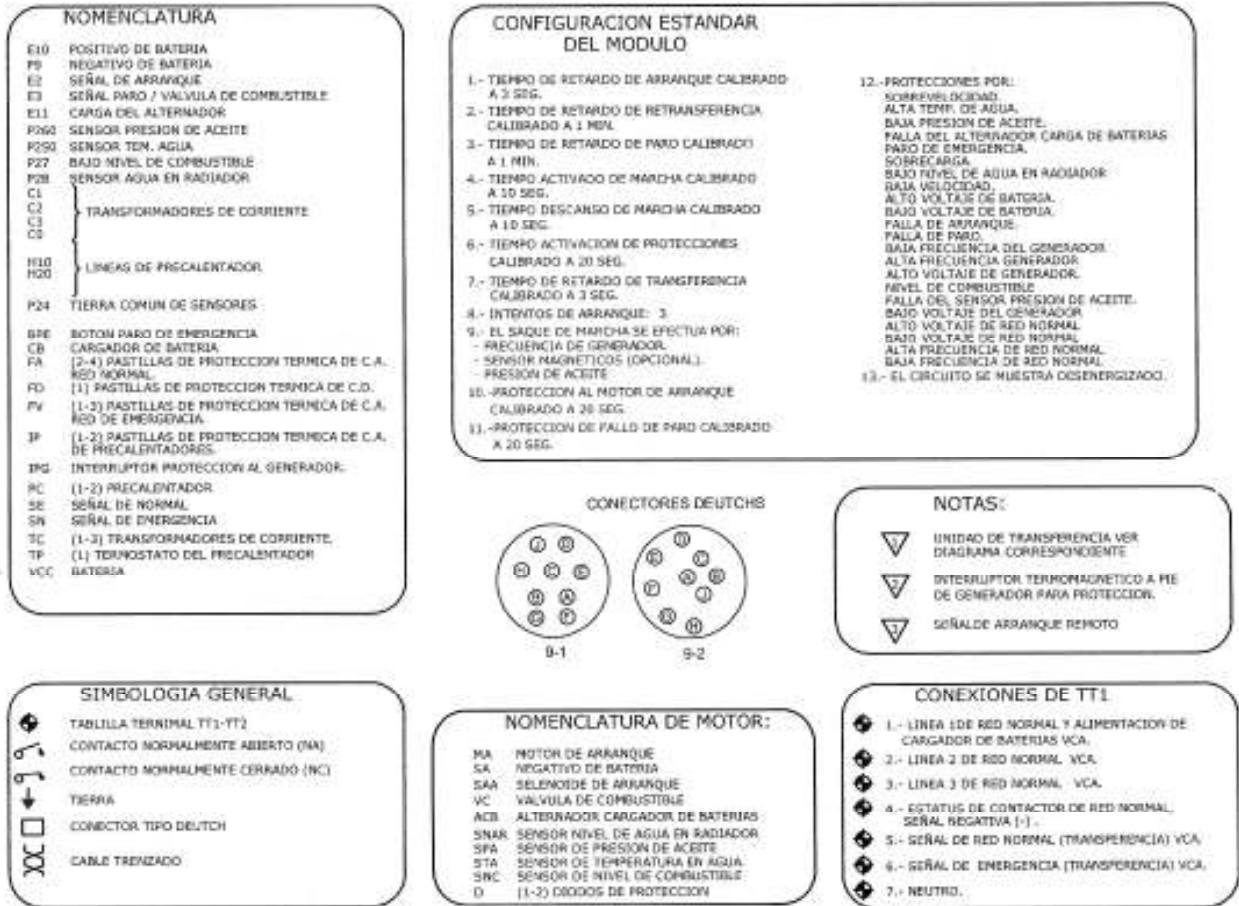 NOMENCLATURA
E10 POSITIVO DE BATERIA
P9 NEGATIVO DE BATERIA
E2 SEÑAL DE ARRANQUE
E3 SEÑAL PARO / VALVULA DE COMBUSTIBLE
E11 CARGA DEL ALTERNADOR
P260 SENSOR PRESION DE ACEITE
P250 SENSOR TEM. AGUA
P27 BAJO NIVEL DE COMBUSTIBLE
P28 SENSOR AGUA EN RADIADOR
C1
C2
C3
C0
TRANSFORMADORES DE CORRIENTE
H10
H20
LINEAS DE PRECALENTADOR
P24 TIERRA COMUN DE SENSORES
BPE BOTON PARO DE EMERGENCIA
CB CARGADOR DE BATERIA
FA (2-4) PASTILLAS DE PROTECCION TERMICA DE C.A.
RED NORMAL
FD (1) PASTILLAS DE PROTECCION TERMICA DE C.D.
FV (1-3) PASTILLAS DE PROTECCION TERMICA DE C.A.
RED DE EMERGENCIA.
IP (1-2) PASTILLAS DE PROTECCION TERMICA DE C.A.
DE PRECALENTADORES.
IPG INTERRUPTOR PROTECCION AL GENERADOR.
PC (1-2) PRECALENTADOR
SE SEÑAL DE NORMAL
SN SEÑAL DE EMERGENCIA
TC (1-3) TRANSFORMADORES DE CORRIENTE.
TP (1) TERMOSTATO DEL PRECALENTADOR
VCC BATERIA
CONFIGURACION ESTANDAR
DEL MODULO
1.- TIEMPO DE RETARDO DE ARRANQUE CALIBRADO
A 3 SEG.
2.- TIEMPO DE RETARDO DE RETRANSFERENCIA
CALIBRADO A 1 MIN.
3.- TIEMPO DE RETARDO DE PARO CALIBRADO
A 1 MIN.
4.- TIEMPO ACTIVADO DE MARCHA CALIBRADO
A 10 SEG.
5.- TIEMPO DESCANSO DE MARCHA CALIBRADO
A 10 SEG.
6.- TIEMPO ACTIVACION DE PROTECCIONES
CALIBRADO A 20 SEG.
7.- TIEMPO DE RETARDO DE TRANSFERENCIA
CALIBRADO A 3 SEG.
8.- INTENTOS DE ARRANQUE: 3
9.- EL SAQUE DE MARCHA SE EFECTUA POR:
- FRECUENCIA DE GENERADOR.
- SENSOR MAGNETICOS (OPCIONAL).
- PRESION DE ACEITE
10.-PROTECCION AL MOTOR DE ARRANQUE
CALIBRADO A 20 SEG.
11.-PROTECCION DE FALLO DE PARO CALIBRADO
A 20 SEG.
12.-PROTECCIONES POR:
SOBREVELOCIDAD.
ALTA TEMP. DE AGUA.
BAJA PRESION DE ACEITE.
FALLA DEL ALTERNADOR CARGA DE BATERIAS
PARO DE EMERGENCIA.
SOBRECARGA.
BAJO NIVEL DE AGUA EN RADIADOR
BAJA VELOCIDAD.
ALTO VOLTAJE DE BATERIA.
BAJO VOLTAJE DE BATERIA.
FALLA DE ARRANQUE.
FALLA DE PARO.
BAJA FRECUENCIA DEL GENERADOR
ALTA FRECUENCIA GENERADOR
ALTO VOLTAJE DE GENERADOR.
NIVEL DE COMBUSTIBLE
FALLA DEL SENSOR PRESION DE ACEITE.
BAJO VOLTAJE DEL GENERADOR
ALTO VOLTAJE DE RED NORMAL
BAJO VOLTAJE DE RED NORMAL
ALTA FRECUENCIA DE RED NORMAL
BAJA FRECUENCIA DE RED NORMAL
13.- EL CIRCUITO SE MUESTRA DESENERGIZADO.
CONECTORES DEUTCHS
J D
H C E
B A
G F
9-1
D
E C
A B
F J
G H
9-2
NOTAS:
1 UNIDAD DE TRANSFERENCIA VER
DIAGRAMA CORRESPONDIENTE
2 INTERRUPTOR TERMOMAGNETICO A PIE
DE GENERADOR PARA PROTECCION.
3 SEÑALDE ARRANQUE REMOTO
SIMBOLOGIA GENERAL
TABLILLA TERNIMAL TT1-TT2
CONTACTO NORMALMENTE ABIERTO (NA)
CONTACTO NORMALMENTE CERRADO (NC)
TIERRA
CONECTOR TIPO DEUTCH
CABLE TRENZADO
NOMENCLATURA DE MOTOR:
MA MOTOR DE ARRANQUE
SA NEGATIVO DE BATERIA
SAA SELENOIDE DE ARRANQUE
VC VALVULA DE COMBUSTIBLE
ACB ALTERNADOR CARGADOR DE BATERIAS
SNAR SENSOR NIVEL DE AGUA EN RADIADOR
SPA SENSOR DE PRESION DE ACEITE
STA SENSOR DE TEMPERATURA EN AGUA
SNC SENSOR DE NIVEL DE COMBUSTIBLE
D (1-2) DIODOS DE PROTECCION
CONEXIONES DE TT1
1.- LINEA 1DE RED NORMAL Y ALIMENTACION DE
CARGADOR DE BATERIAS VCA.
2.- LINEA 2 DE RED NORMAL VCA.
3.- LINEA 3 DE RED NORMAL VCA.
4.- ESTATUS DE CONTACTOR DE RED NORMAL,
SEÑAL NEGATIVA (-) .
5.- SEÑAL DE RED NORMAL (TRANSFERENCIA) VCA.
6.- SEÑAL DE EMERGENCIA (TRANSFERENCIA) VCA.
7.- NEUTRO.